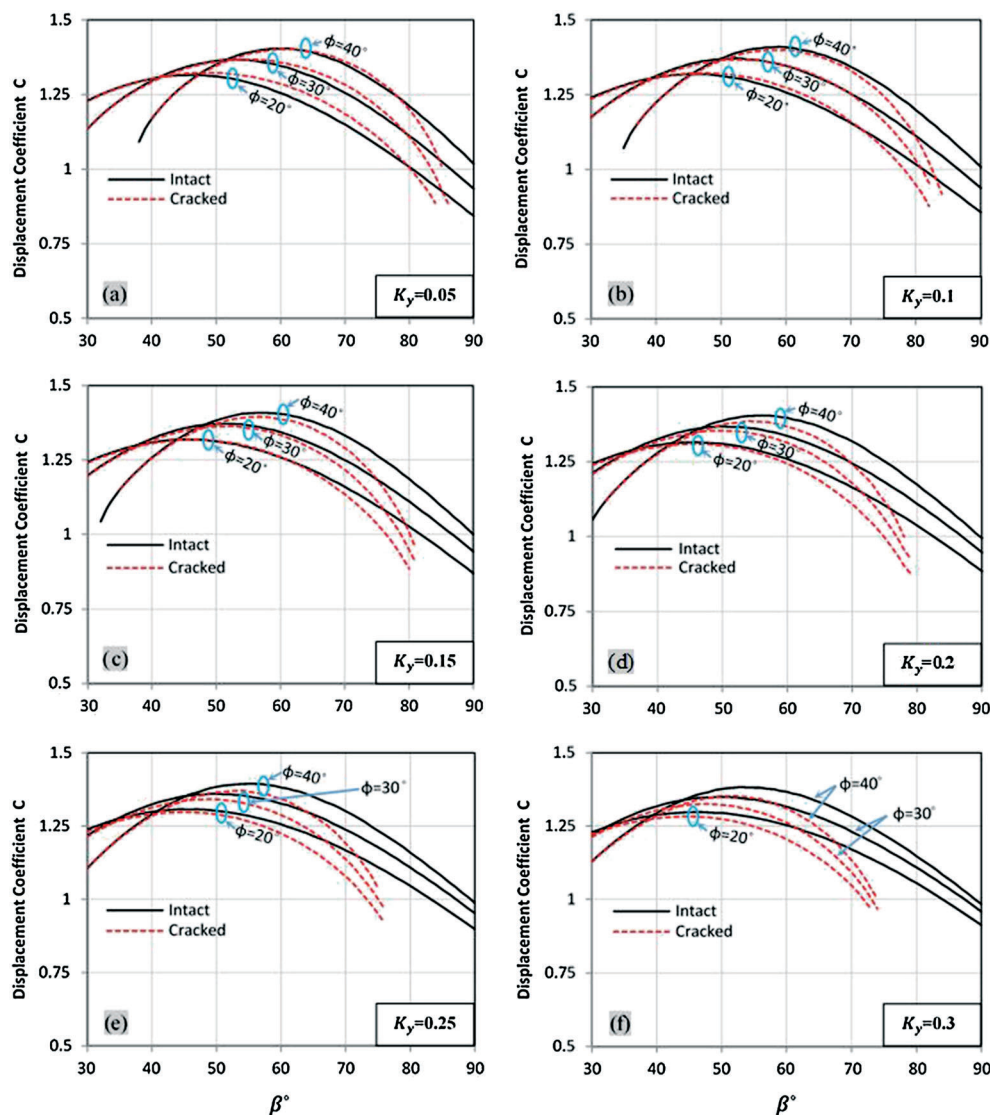 Displacement Coefficient C
1.5
1.25
1
0.75
0.5
ϕ=40°
ϕ=30°
ϕ=20°
Intact
Cracked
(a)
K_y=0.05
30 40 50 60 70 80 90
Displacement Coefficient C
1.5
1.25
1
0.75
0.5
ϕ=40°
ϕ=30°
ϕ=20°
Intact
Cracked
(b)
K_y=0.1
30 40 50 60 70 80 90
Displacement Coefficient C
1.5
1.25
1
0.75
0.5
ϕ=40°
ϕ=30°
ϕ=20°
Intact
Cracked
(c)
K_y=0.15
30 40 50 60 70 80 90
Displacement Coefficient C
1.5
1.25
1
0.75
0.5
ϕ=40°
ϕ=30
ϕ=20°
Intact
Cracked
(d)
K_y=0.2
30 40 50 60 70 80 90
Displacement Coefficient C
1.5
1.25
1
0.75
0.5
ϕ=40°
ϕ=30°
ϕ=20°
Intact
Cracked
(e)
K_y=0.25
30 40 50 60 70 80 90
β°
Displacement Coefficient C
1.5
1.25
1
0.75
0.5
ϕ=40°
ϕ=30°
ϕ=20°
Intact
Cracked
(f)
K_y=0.3
30 40 50 60 70 80 90
β°